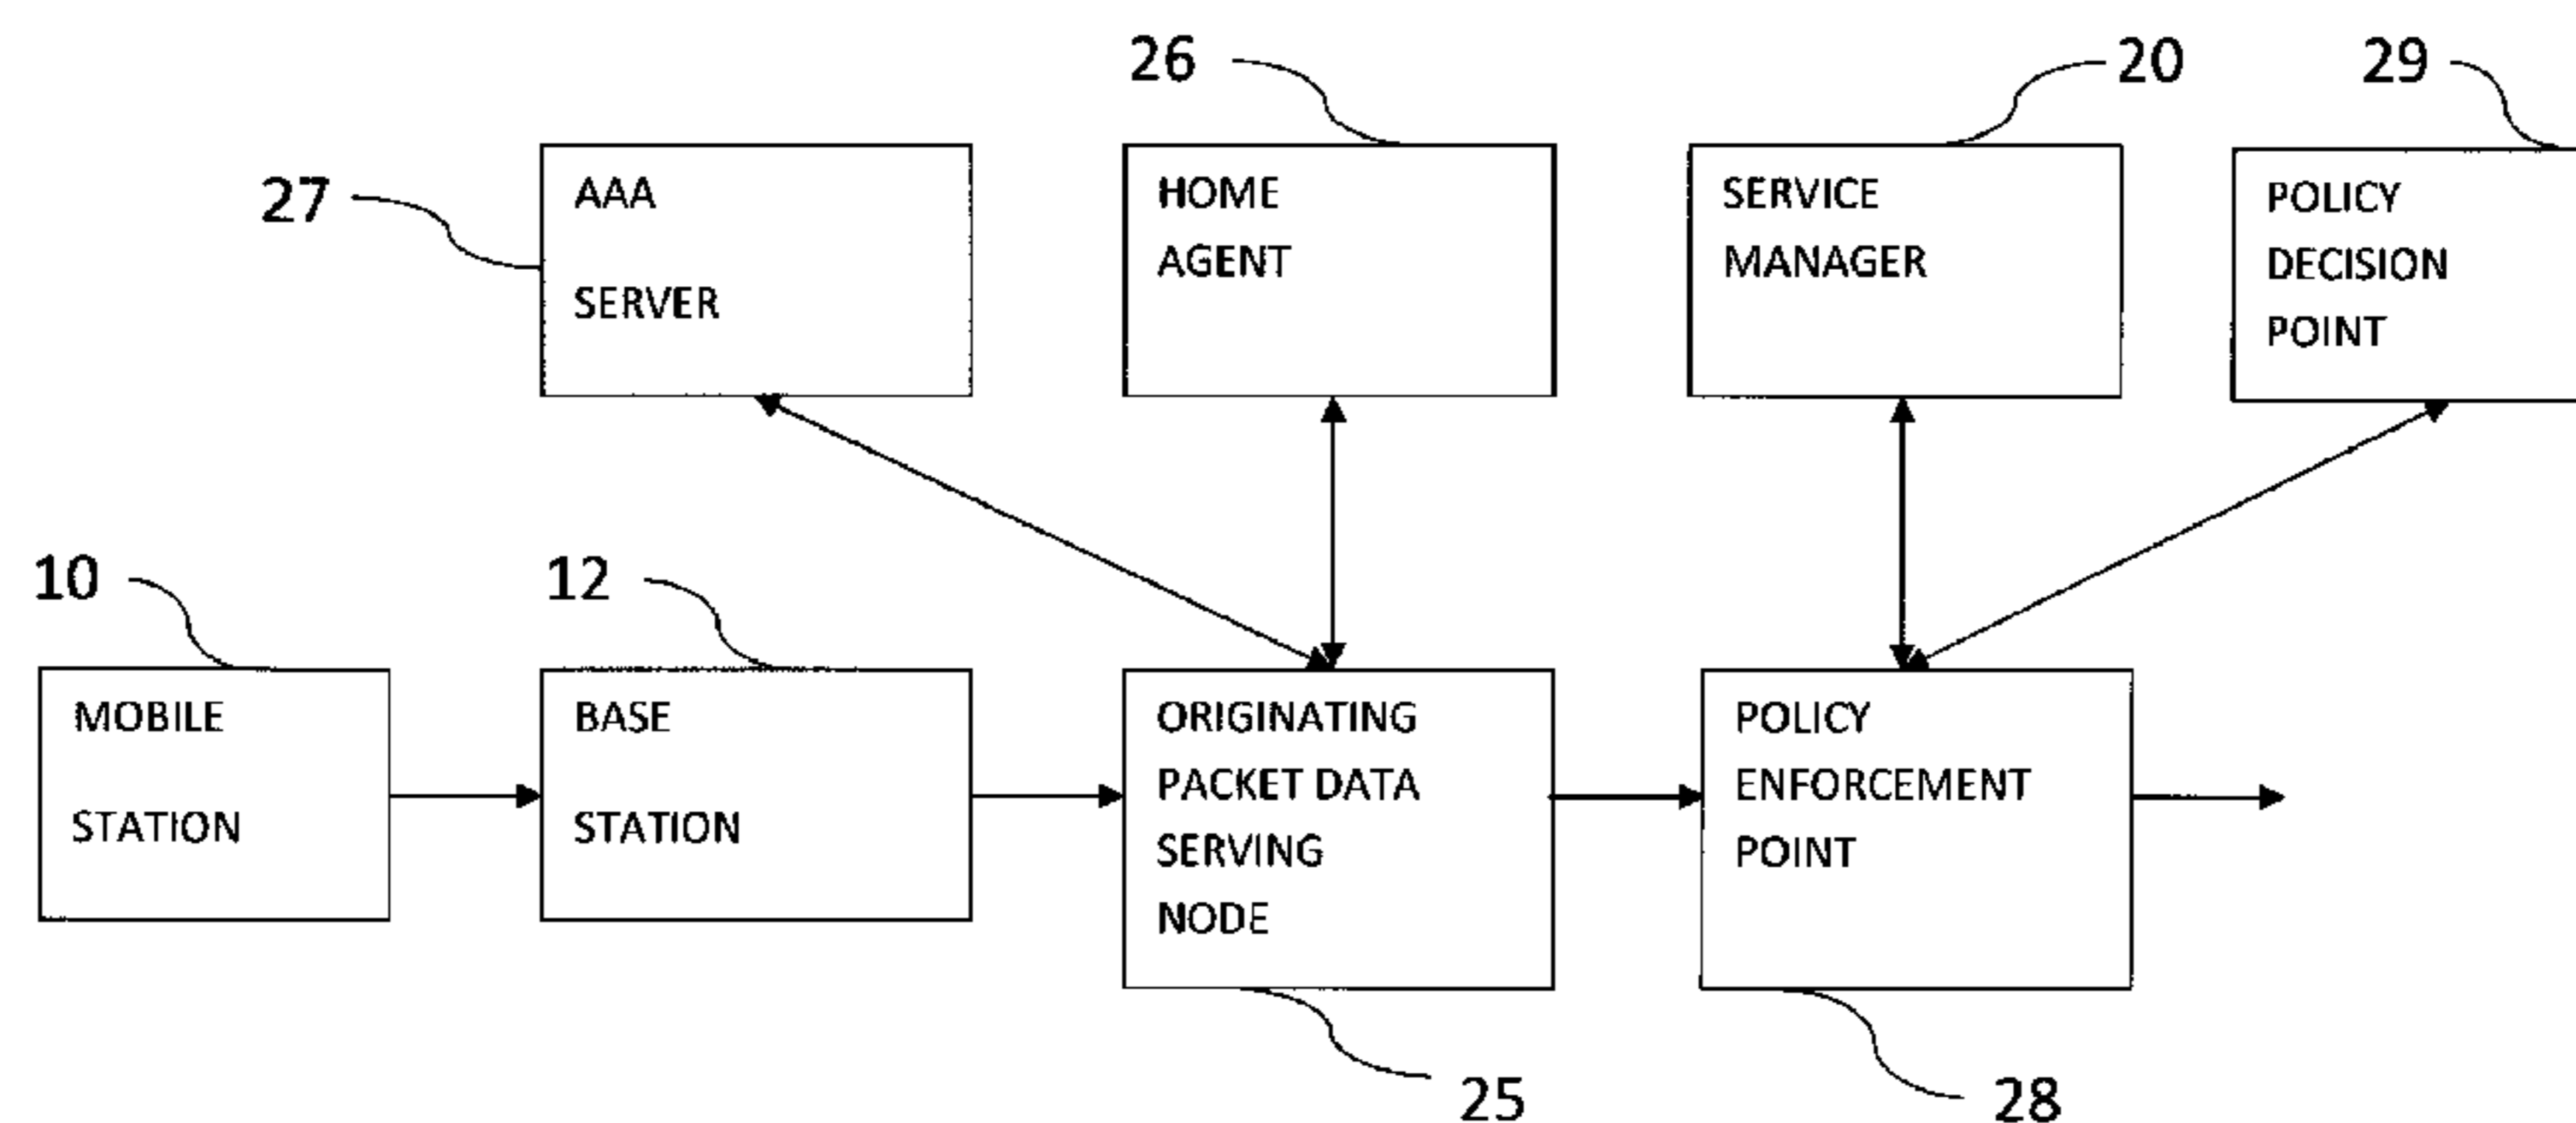 26
20
29
27
AAA
SERVER
HOME
AGENT
SERVICE
MANAGER
POLICY
DECISION
POINT
10
12
MOBILE
STATION
BASE
STATION
ORIGINATING
PACKET DATA
SERVING
NODE
POLICY
ENFORCEMENT
POINT
25
28